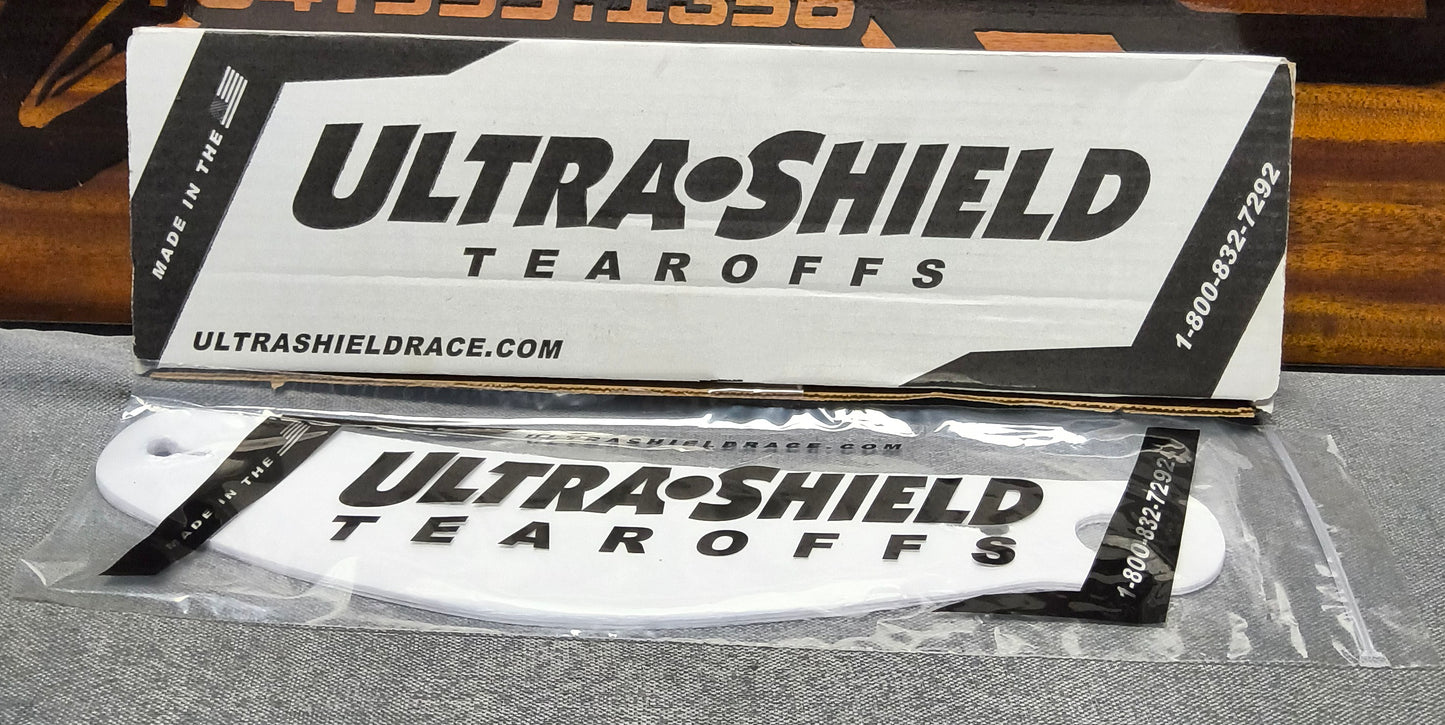 MADE IN THE
ULTRA•SHIELD
TEAROFFS
ULTRASHIELDRACE.COM
1-800-832-7292
ULTRASHIELDRACE.COM
MADE IN THE
ULTRA•SHIELD
TEAROFFS
1-800-832-7292